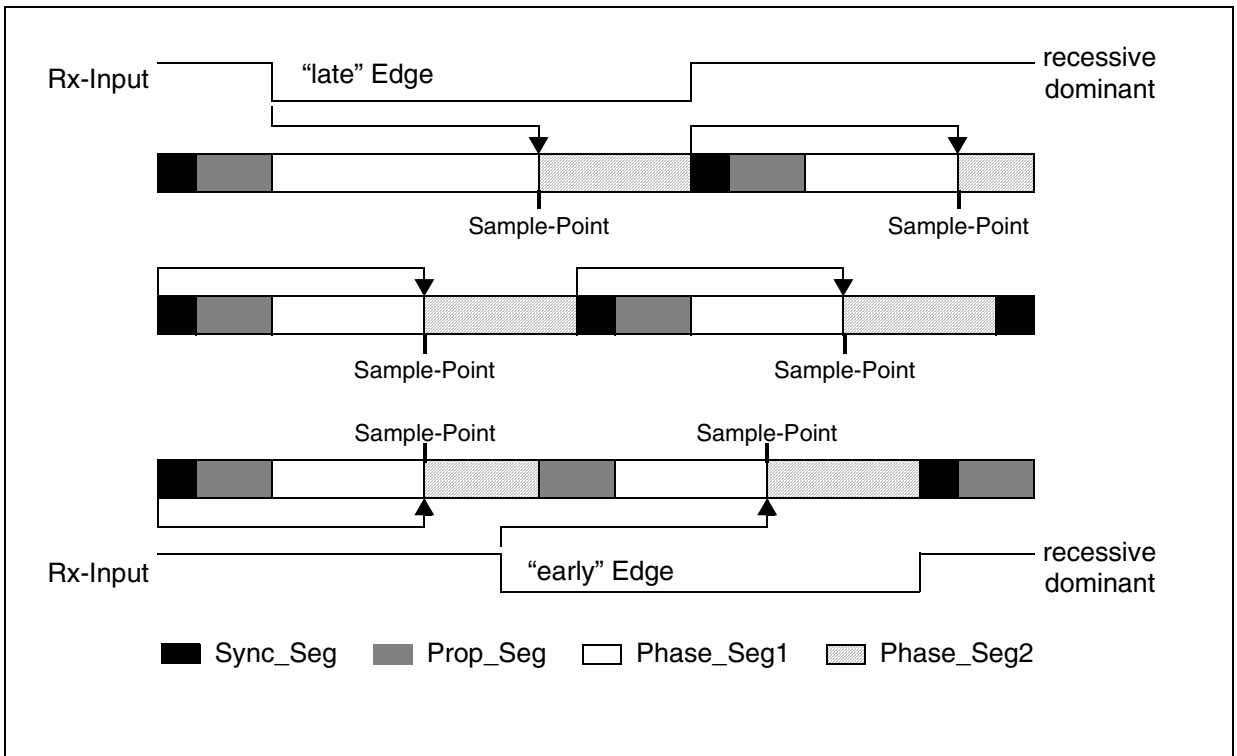 Rx-Input
“late” Edge
recessive
dominant
Sample-Point
Sample-Point
Sample-Point
Sample-Point
Sample-Point
Sample-Point
Rx-Input
“early” Edge
recessive
dominant
Sync_Seg
Prop_Seg
Phase_Seg1
Phase_Seg2